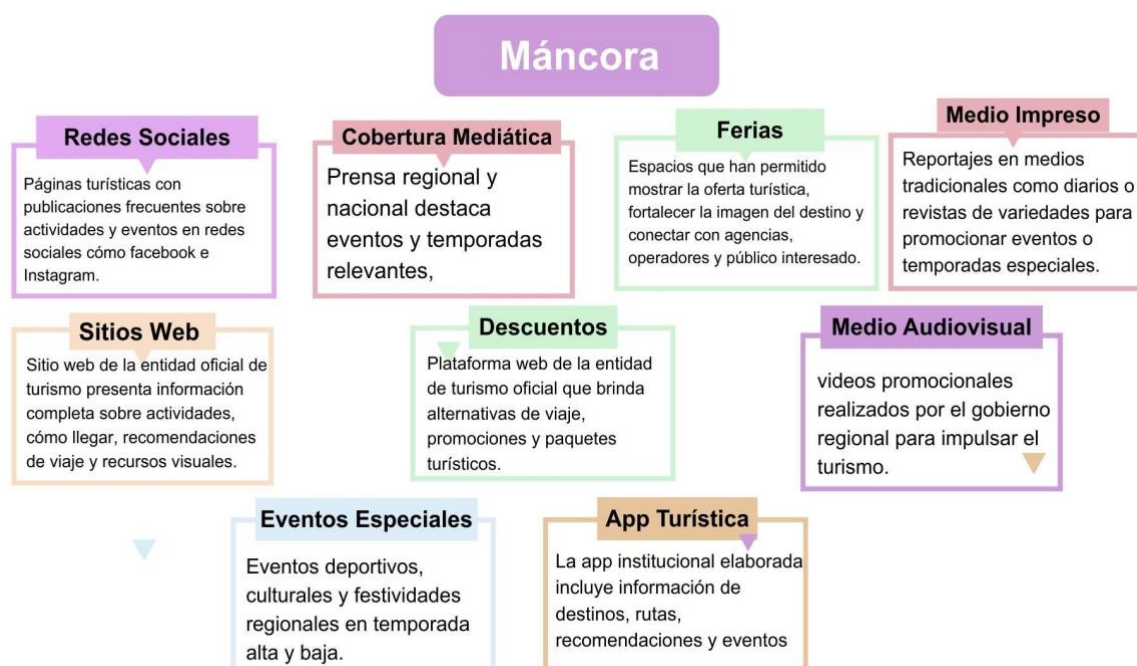 Máncora
Redes Sociales
Páginas turísticas con
publicaciones frecuentes sobre
actividades y eventos en redes
sociales cómo facebook e
Instagram.
Cobertura Mediática
Prensa regional y
nacional destaca
eventos y temporadas
relevantes,
Ferias
Espacios que han permitido
mostrar la oferta turística,
fortalecer la imagen del destino y
conectar con agencias,
operadores y público interesado.
Medio Impreso
Reportajes en medios
tradicionales como diarios o
revistas de variedades para
promocionar eventos o
temporadas especiales.
Sitios Web
Sitio web de la entidad oficial de
turismo presenta información
completa sobre actividades,
cómo llegar, recomendaciones
de viaje y recursos visuales.
Descuentos
Plataforma web de la entidad
de turismo oficial que brinda
alternativas de viaje,
promociones y paquetes
turísticos.
Medio Audiovisual
videos promocionales
realizados por el gobierno
regional para impulsar el
turismo.
Eventos Especiales
Eventos deportivos,
culturales y festividades
regionales en temporada
alta y baja.
App Turística
La app institucional elaborada
incluye información de
destinos, rutas,
recomendaciones y eventos